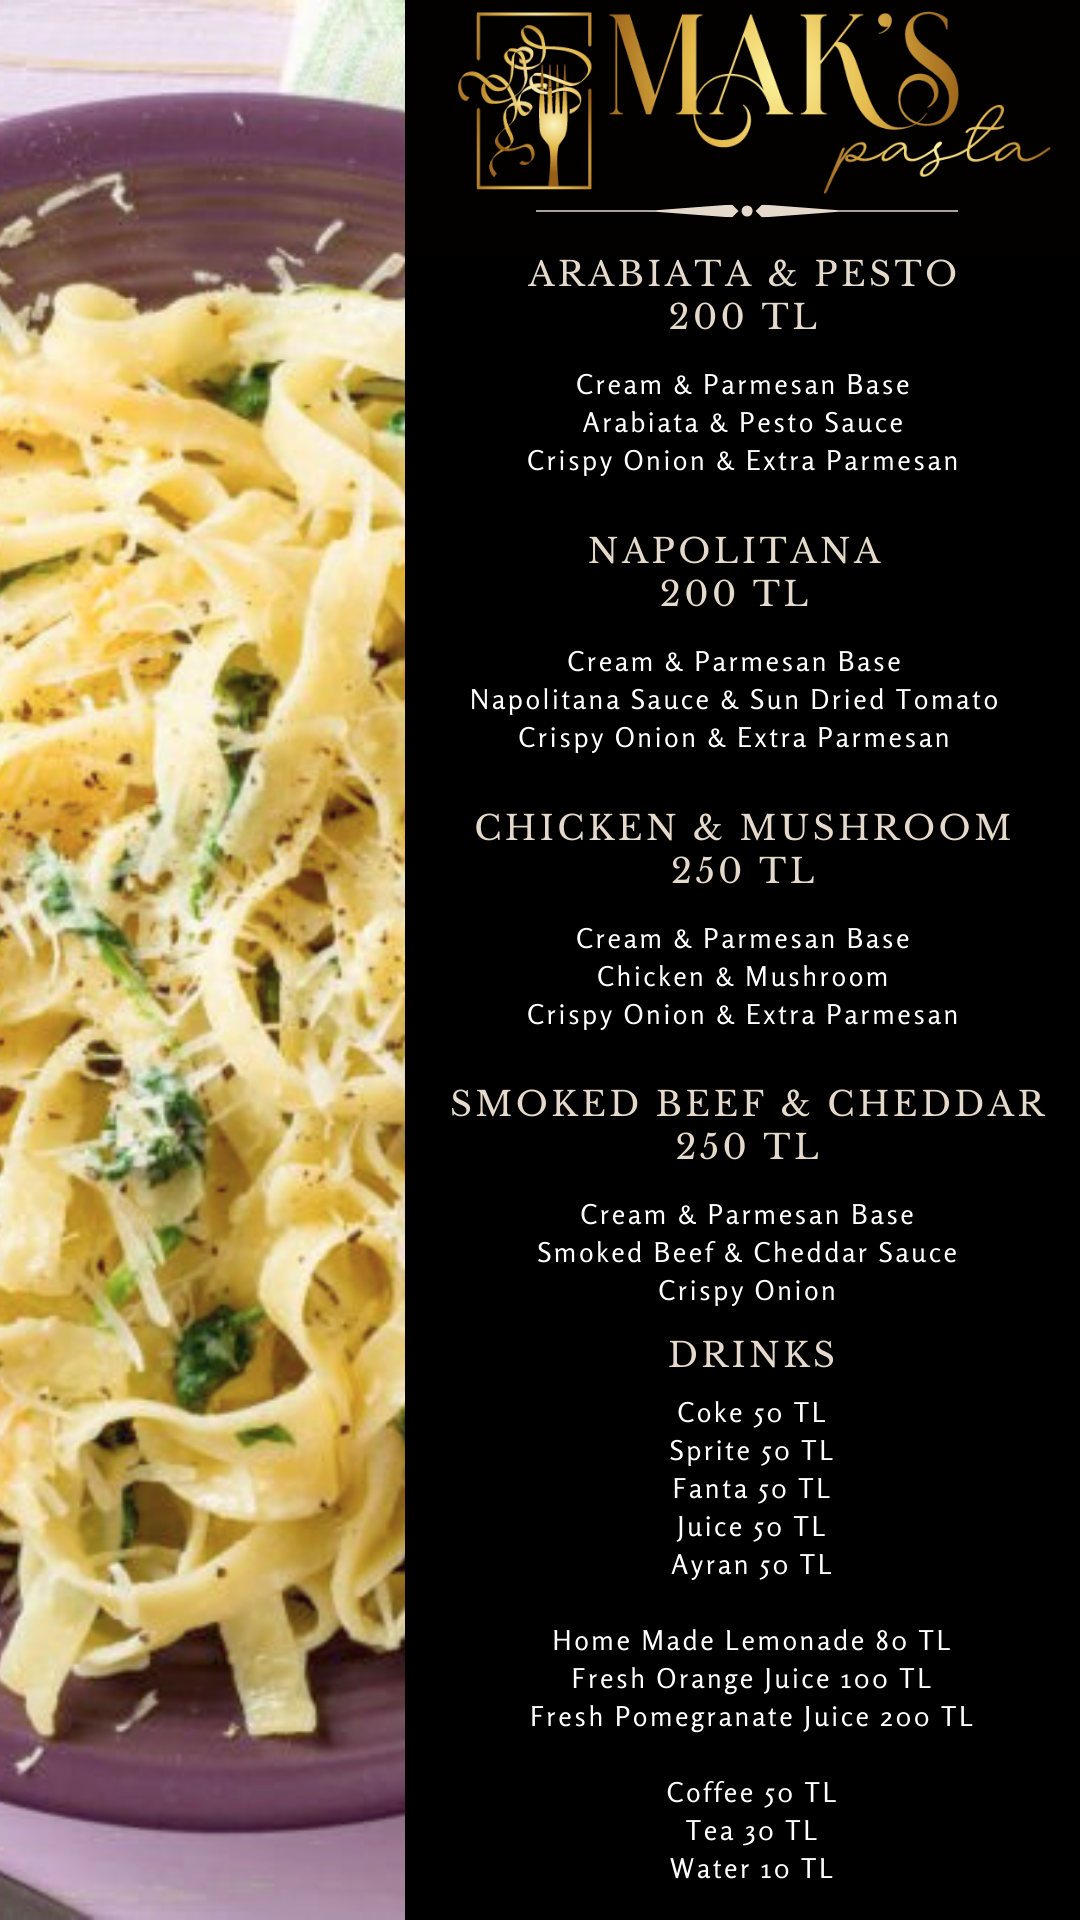 MAK'S
pasta
ARABIATA & PESTO
200 TL
Cream & Parmesan Base
Arabiata & Pesto Sauce
Crispy Onion & Extra Parmesan
NAPOLITANA
200 TL
Cream & Parmesan Base
Napolitana Sauce & Sun Dried Tomato
Crispy Onion & Extra Parmesan
CHICKEN & MUSHROOM
250 TL
Cream & Parmesan Base
Chicken & Mushroom
Crispy Onion & Extra Parmesan
SMOKED BEEF & CHEDDAR
250 TL
Cream & Parmesan Base
Smoked Beef & Cheddar Sauce
Crispy Onion
DRINKS
Coke 50 TL
Sprite 50 TL
Fanta 50 TL
Juice 50 TL
Ayran 50 TL
Home Made Lemonade 80 TL
Fresh Orange Juice 100 TL
Fresh Pomegranate Juice 200 TL
Coffee 50 TL
Tea 30 TL
Water 10 TL